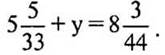 5 5/33 + y = 8 3/44.